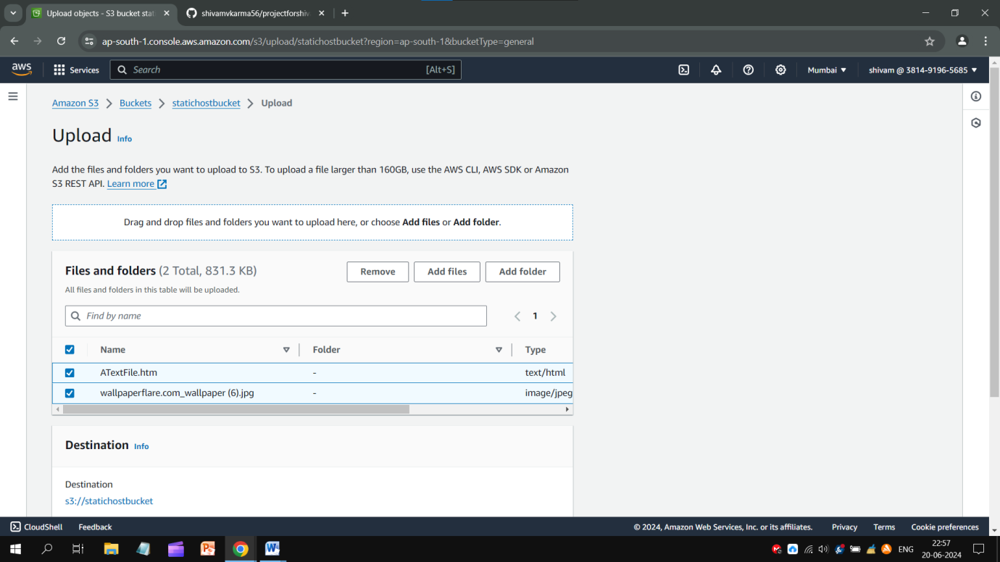 Upload objects - S3 bucket stat
shivamvkarma56/projectforshiv
ap-south-1.console.aws.amazon.com/s3/upload/statichostbucket?region=ap-south-1&bucketType=general
aws
Services
Search
[Alt+S]
Mumbai ▼
shivam @ 3814-9196-5685 ▼
Amazon S3 > Buckets > statichostbucket > Upload
Upload Info
Add the files and folders you want to upload to S3. To upload a file larger than 160GB, use the AWS CLI, AWS SDK or Amazon
S3 REST API. Learn more
Drag and drop files and folders you want to upload here, or choose Add files or Add folder.
Files and folders (2 Total, 831.3 KB)
Remove
Add files
Add folder
All files and folders in this table will be uploaded.
Find by name
1
Name
Folder
Type
ATextFile.htm - text/html
wallpaperflare.com_wallpaper (6).jpg - image/jpeg
Destination Info
Destination
s3://statichostbucket
CloudShell
Feedback
© 2024, Amazon Web Services, Inc. or its affiliates.
Privacy
Terms
Cookie preferences
ENG
22:57
20-06-2024